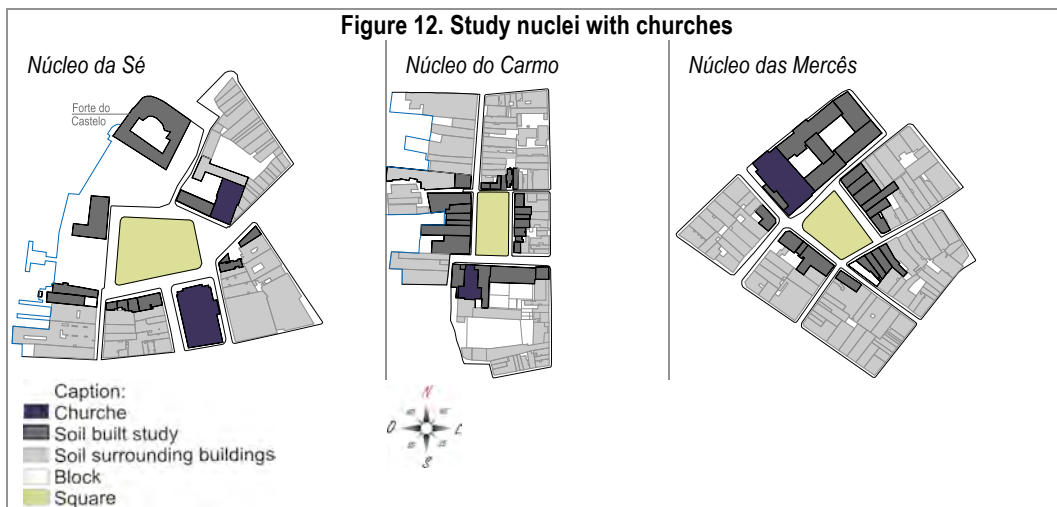 Figure 12. Study nuclei with churches
Núcleo da Sé
Núcleo do Carmo
Núcleo das Mercês
Forte do
Castelo
Caption:
Churche
Soil built study
Soil surrounding buildings
Block
Square
N
O
L
S